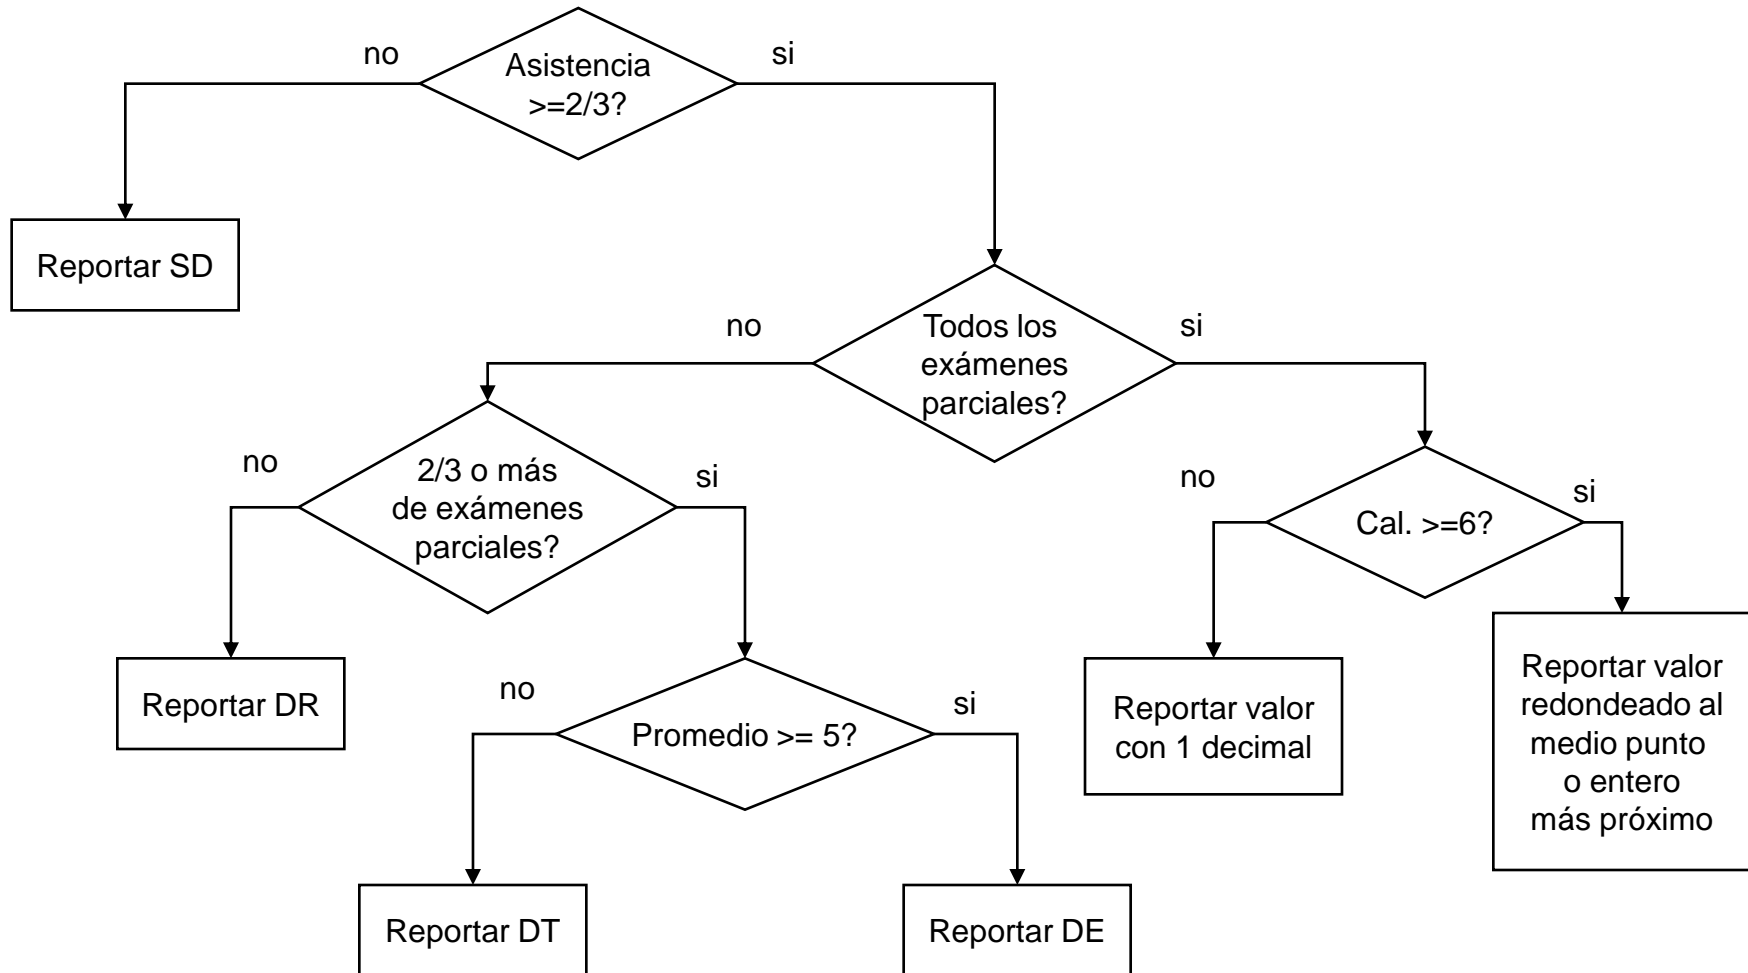 no
si
Asistencia
>=2/3?
Reportar SD
no
si
Todos los
exámenes
parciales?
no
si
2/3 o más
de exámenes
parciales?
no
si
Cal. >=6?
Reportar DR
no
si
Promedio >= 5?
Reportar valor
con 1 decimal
Reportar valor
redondeado al
medio punto
o entero
más próximo
Reportar DT
Reportar DE